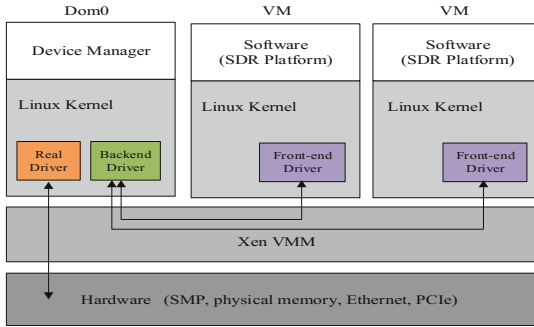 Dom0
VM
VM
Device Manager
Software
(SDR Platform)
Software
(SDR Platform)
Linux Kernel
Linux Kernel
Linux Kernel
Real
Driver
Backend
Driver
Front-end
Driver
Front-end
Driver
Xen VMM
Hardware (SMP, physical memory, Ethernet, PCIe)